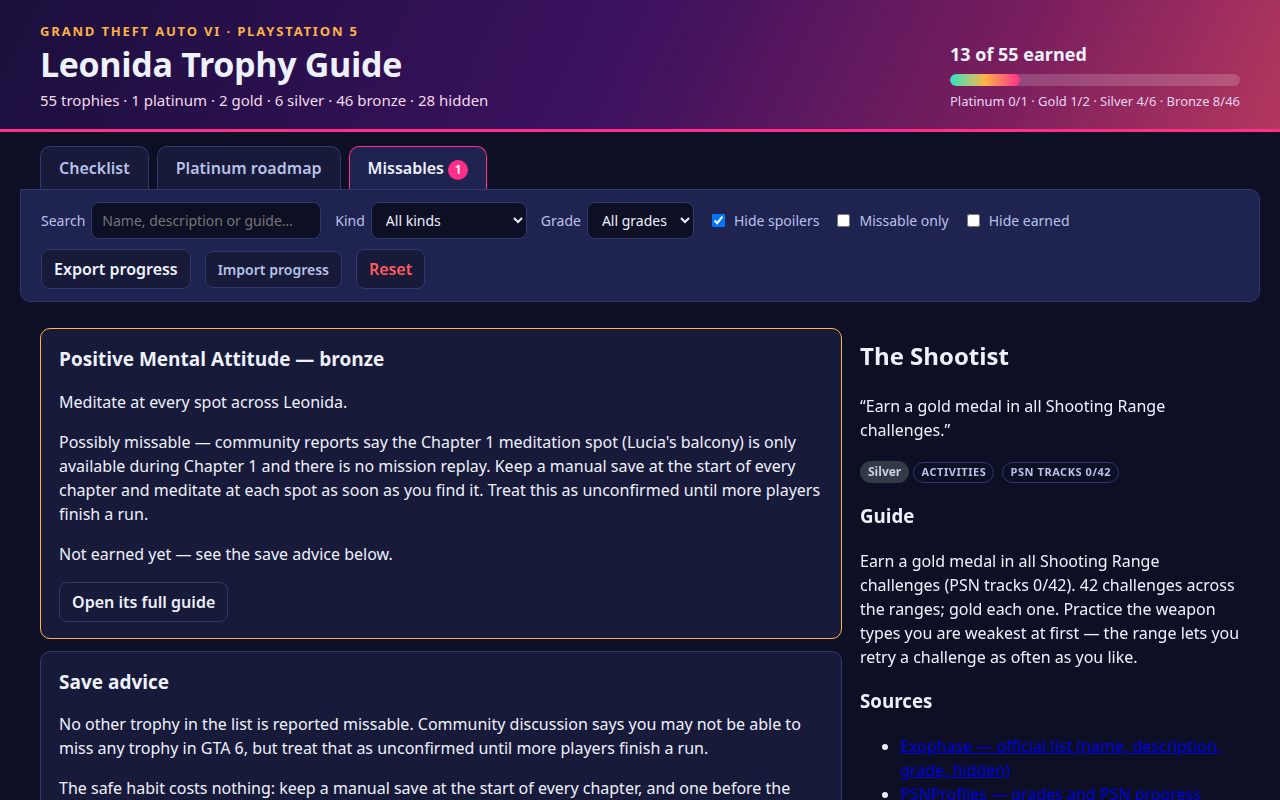 GRAND THEFT AUTO VI · PLAYSTATION 5
Leonida Trophy Guide
55 trophies · 1 platinum · 2 gold · 6 silver · 46 bronze · 28 hidden
13 of 55 earned
Platinum 0/1 · Gold 1/2 · Silver 4/6 · Bronze 8/46
Checklist
Platinum roadmap
Missables 1
Search Name, description or guide... Kind All kinds Grade All grades Hide spoilers Missable only Hide earned
Export progress Import progress Reset
Positive Mental Attitude — bronze
Meditate at every spot across Leonida.
Possibly missable — community reports say the Chapter 1 meditation spot (Lucia's balcony) is only
available during Chapter 1 and there is no mission replay. Keep a manual save at the start of every
chapter and meditate at each spot as soon as you find it. Treat this as unconfirmed until more players
finish a run.
Not earned yet — see the save advice below.
Open its full guide
Save advice
No other trophy in the list is reported missable. Community discussion says you may not be able to
miss any trophy in GTA 6, but treat that as unconfirmed until more players finish a run.
The safe habit costs nothing: keep a manual save at the start of every chapter, and one before the
The Shootist
“Earn a gold medal in all Shooting Range
challenges.”
Silver ACTIVITIES PSN TRACKS 0/42
Guide
Earn a gold medal in all Shooting Range
challenges (PSN tracks 0/42). 42 challenges across
the ranges; gold each one. Practice the weapon
types you are weakest at first — the range lets you
retry a challenge as often as you like.
Sources
Exophase — official list (name, description,
grade, hidden)
PSNProfiles — grades and PSN progress